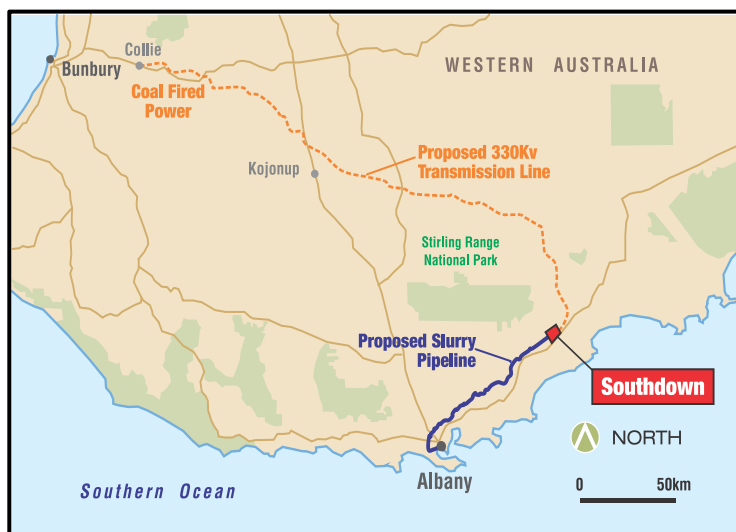 Collie
Bunbury
WESTERN AUSTRALIA
Coal Fired
Power
Proposed 330Kv
Transmission Line
Kojonup
Stirling Range
National Park
Proposed Slurry
Pipeline
Southdown
NORTH
Albany
0 50km
Southern Ocean